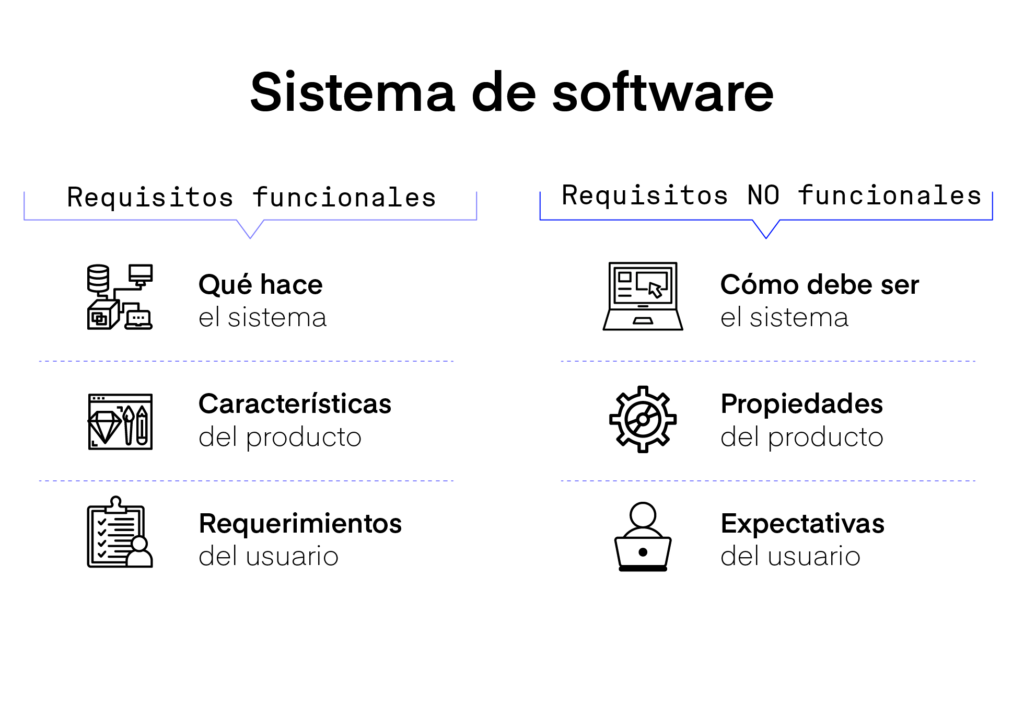 Sistema de software
Requisitos funcionales
Qué hace
el sistema
Características
del producto
Requerimientos
del usuario
Requisitos NO funcionales
Cómo debe ser
el sistema
Propiedades
del producto
Expectativas
del usuario